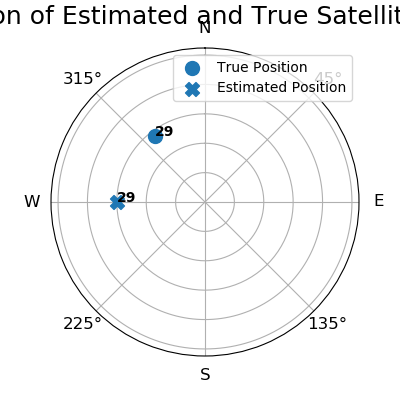 on of Estimated and True Satellit
N
True Position
Estimated Position
315°
45°
29
29
W
E
225°
135°
S